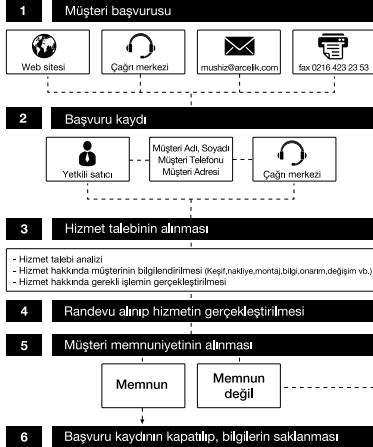 1 Müşteri başvurusu
Web sitesi
Çağrı merkezi
mushiz@arcelik.com
fax 0216 423 23 53
2 Başvuru kaydı
Yetkili satıcı
Müşteri Adı, Soyadı
Müşteri Telefonu
Müşteri Adresi
Çağrı merkezi
3 Hizmet talebinin alınması
- Hizmet talebi analizi
- Hizmet hakkında müşterinin bilgilendirilmesi (Keşif,nakliye,montaj,bilgi,onarım,değişim vb.)
- Hizmet hakkında gerekli işlemin gerçekleştirilmesi
4 Randevu alınıp hizmetin gerçekleştirilmesi
5 Müşteri memnuniyetinin alınması
Memnun
Memnun
değil
6 Başvuru kaydının kapatılıp, bilgilerin saklanması